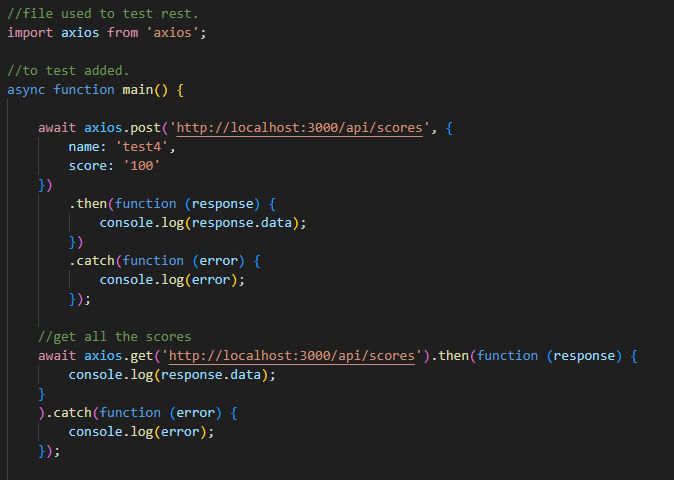 //file used to test rest.
import axios from 'axios';
//to test added.
async function main() {
await axios.post('http://localhost:3000/api/scores', {
name: 'test4',
score: '100'
})
.then(function (response) {
console.log(response.data);
})
.catch(function (error) {
console.log(error);
});
//get all the scores
await axios.get('http://localhost:3000/api/scores').then(function (response) {
console.log(response.data);
}
).catch(function (error) {
console.log(error);
});